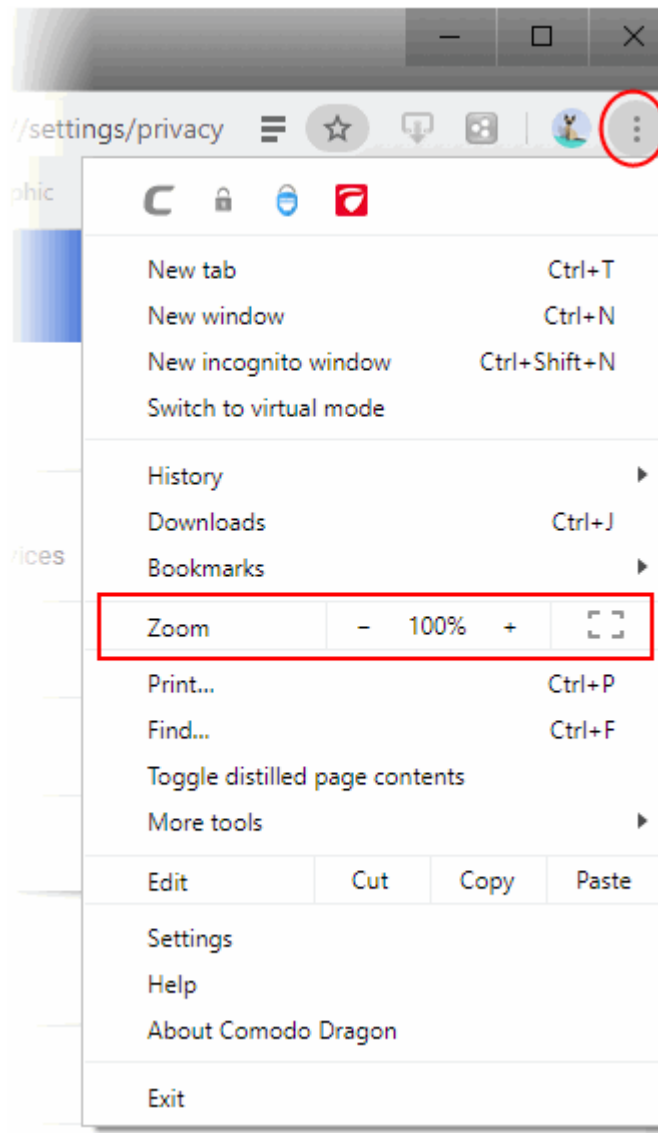 //settings/privacy
phic
New tab Ctrl+T
New window Ctrl+N
New incognito window Ctrl+Shift+N
Switch to virtual mode
History
Downloads Ctrl+J
vices
Bookmarks
Zoom - 100% +
Print... Ctrl+P
Find... Ctrl+F
Toggle distilled page contents
More tools
Edit Cut Copy Paste
Settings
Help
About Comodo Dragon
Exit